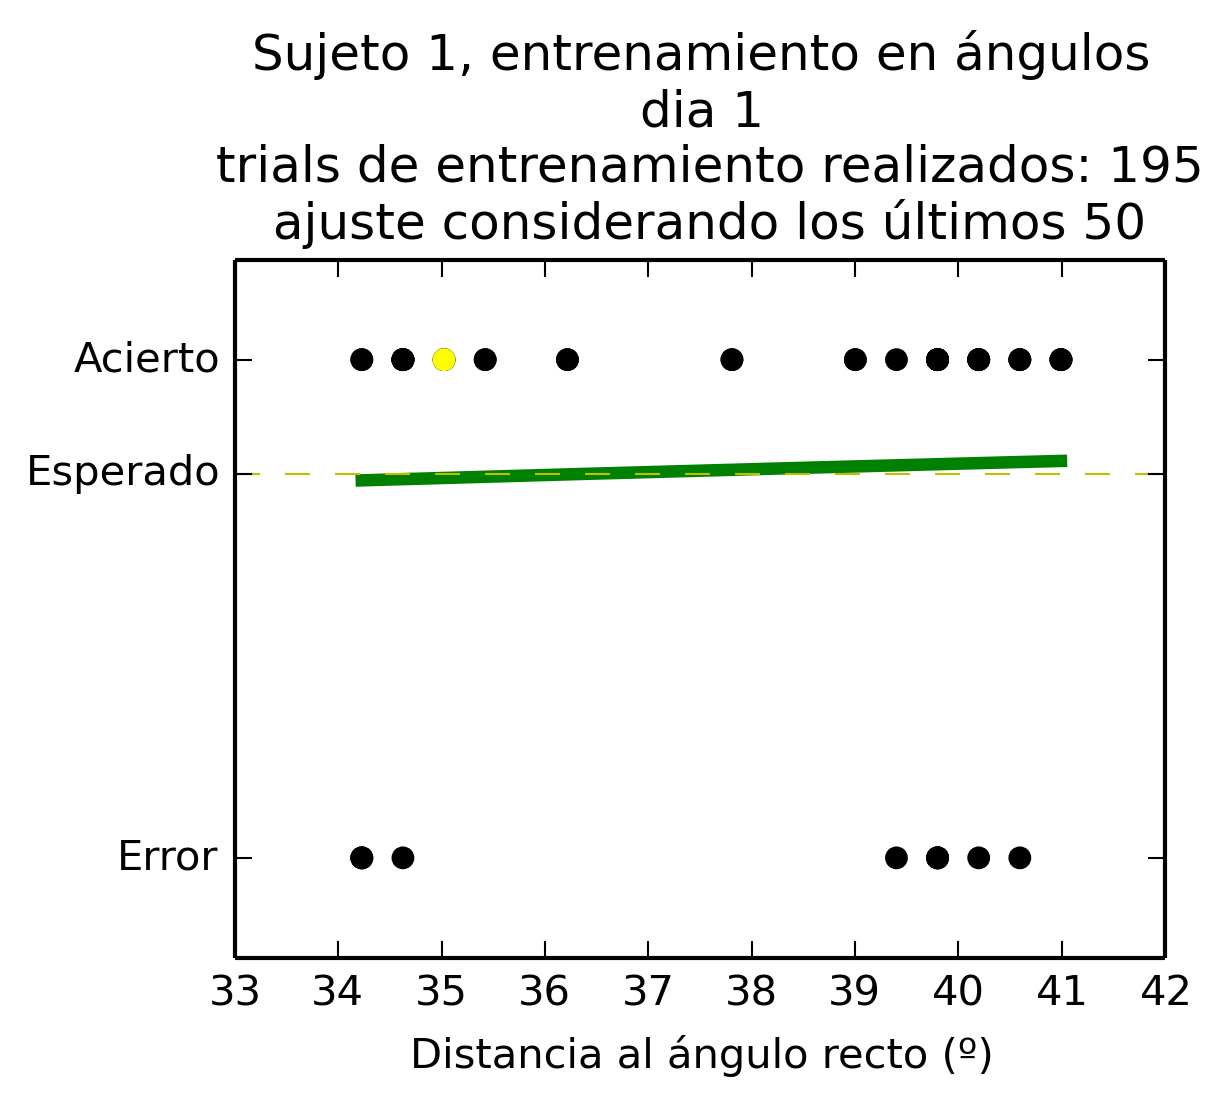 Sujeto 1, entrenamiento en ángulos
dia 1
trials de entrenamiento realizados: 195
ajuste considerando los últimos 50
Acierto
Esperado
Error
33 34 35 36 37 38 39 40 41 42
Distancia al ángulo recto (º)